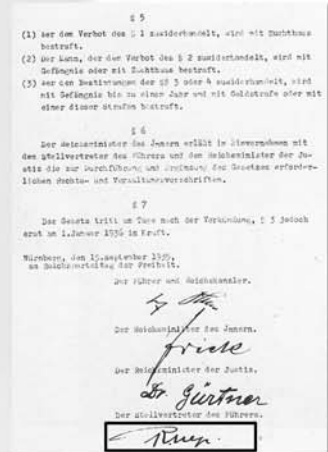 § 5
(1) Wer dem Verbot des § 1 zuwiderhandelt, wird mit Zuchthaus
bestraft.
(2) Der Mann, der dem Verbot des § 2 zuwiderhandelt, wird mit
Gefängnis oder mit Zuchthaus bestraft.
(3) Wer den Bestimmungen der §§ 3 oder 4 zuwiderhandelt, wird
mit Gefängnis bis zu einem Jahr und mit Geldstrafe oder mit
einer dieser Strafen bestraft.
§ 6
Der Reichsminister des Innern erläßt im Einvernehmen mit
dem Stellvertreter des Führers und dem Reichsminister der Ju-
stiz die zur Durchführung und Ergänzung des Gesetzes erforder-
lichen Rechts- und Verwaltungsvorschriften.
§ 7
Das Gesetz tritt am Tage nach der Verkündung, § 3 jedoch
erst am 1.Januar 1936 in Kraft.
Nürnberg, den 15.September 1935,
am Reichsparteitag der Freiheit.
Der Führer und Reichskanzler.
Der Reichsminister des Innern.
Frick
Der Reichsminister der Justiz.
Dr. Gürtner
Der Stellvertreter des Führers.